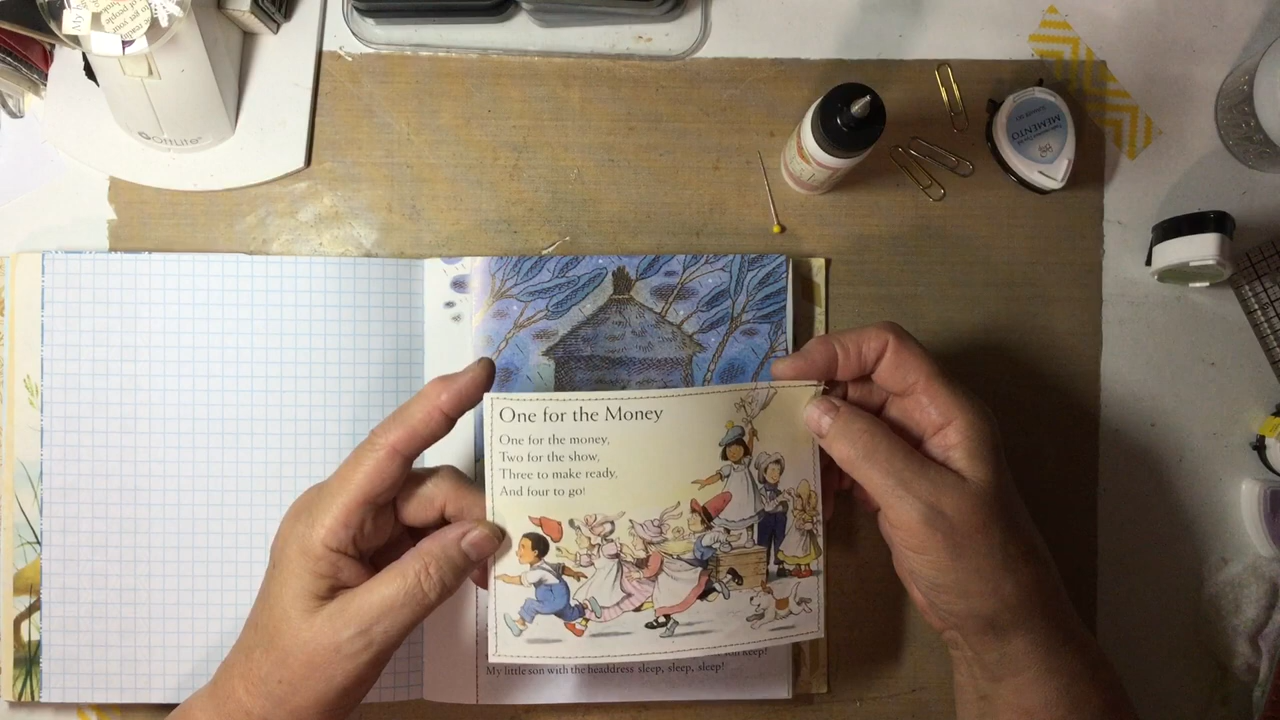 OttLite
MEMENTO
One for the Money
One for the money,
Two for the show,
Three to make ready,
And four to go!
keep!
My little son with the headdress sleep, sleep, sleep!